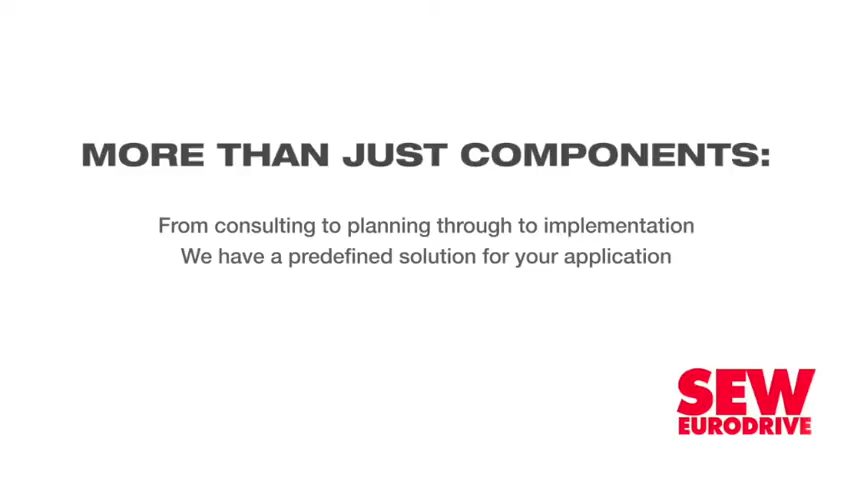 MORE THAN JUST COMPONENTS:
From consulting to planning through to implementation
We have a predefined solution for your application
SEW
EURODRIVE